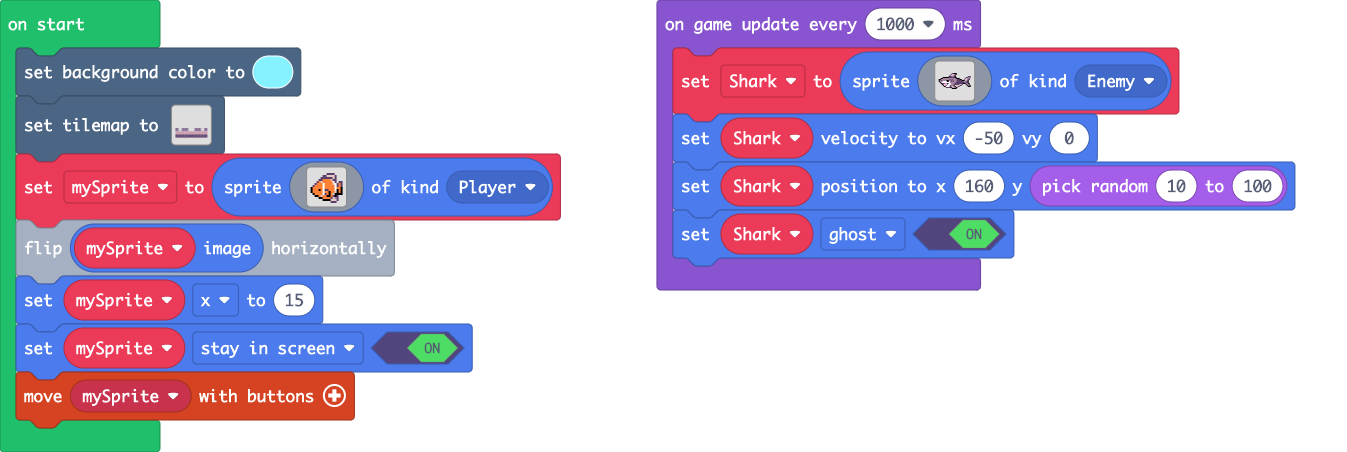 on start
set background color to
set tilemap to
set mySprite to sprite of kind Player
flip mySprite image horizontally
set mySprite x to 15
set mySprite stay in screen ON
move mySprite with buttons
on game update every 1000 ms
set Shark to sprite of kind Enemy
set Shark velocity to vx -50 vy 0
set Shark position to x 160 y pick random 10 to 100
set Shark ghost ON